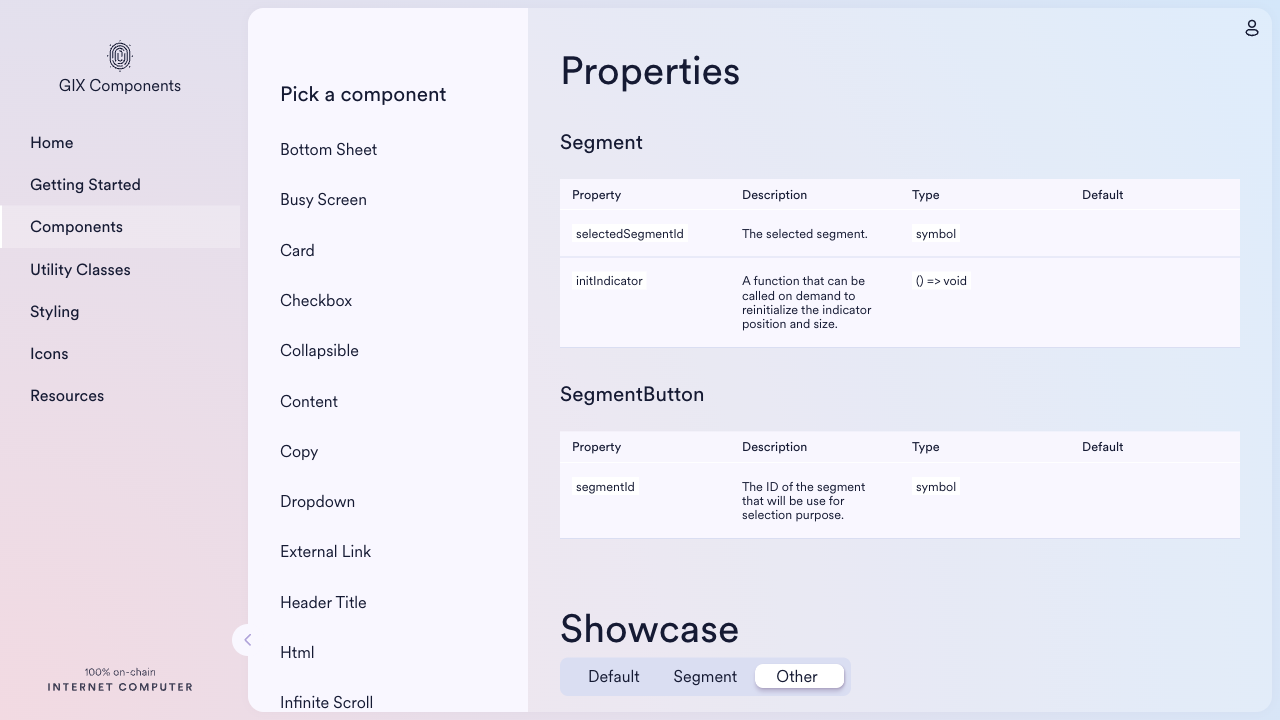 GIX Components
Home
Getting Started
Components
Utility Classes
Styling
Icons
Resources
100% on-chain
INTERNET COMPUTER
Pick a component
Bottom Sheet
Busy Screen
Card
Checkbox
Collapsible
Content
Copy
Dropdown
External Link
Header Title
Html
Infinite Scroll
Properties
Segment
Property Description Type Default
selectedSegmentId The selected segment. symbol
initIndicator A function that can be () => void
called on demand to
reinitialize the indicator
position and size.
SegmentButton
Property Description Type Default
segmentId The ID of the segment symbol
that will be use for
selection purpose.
Showcase
Default Segment Other